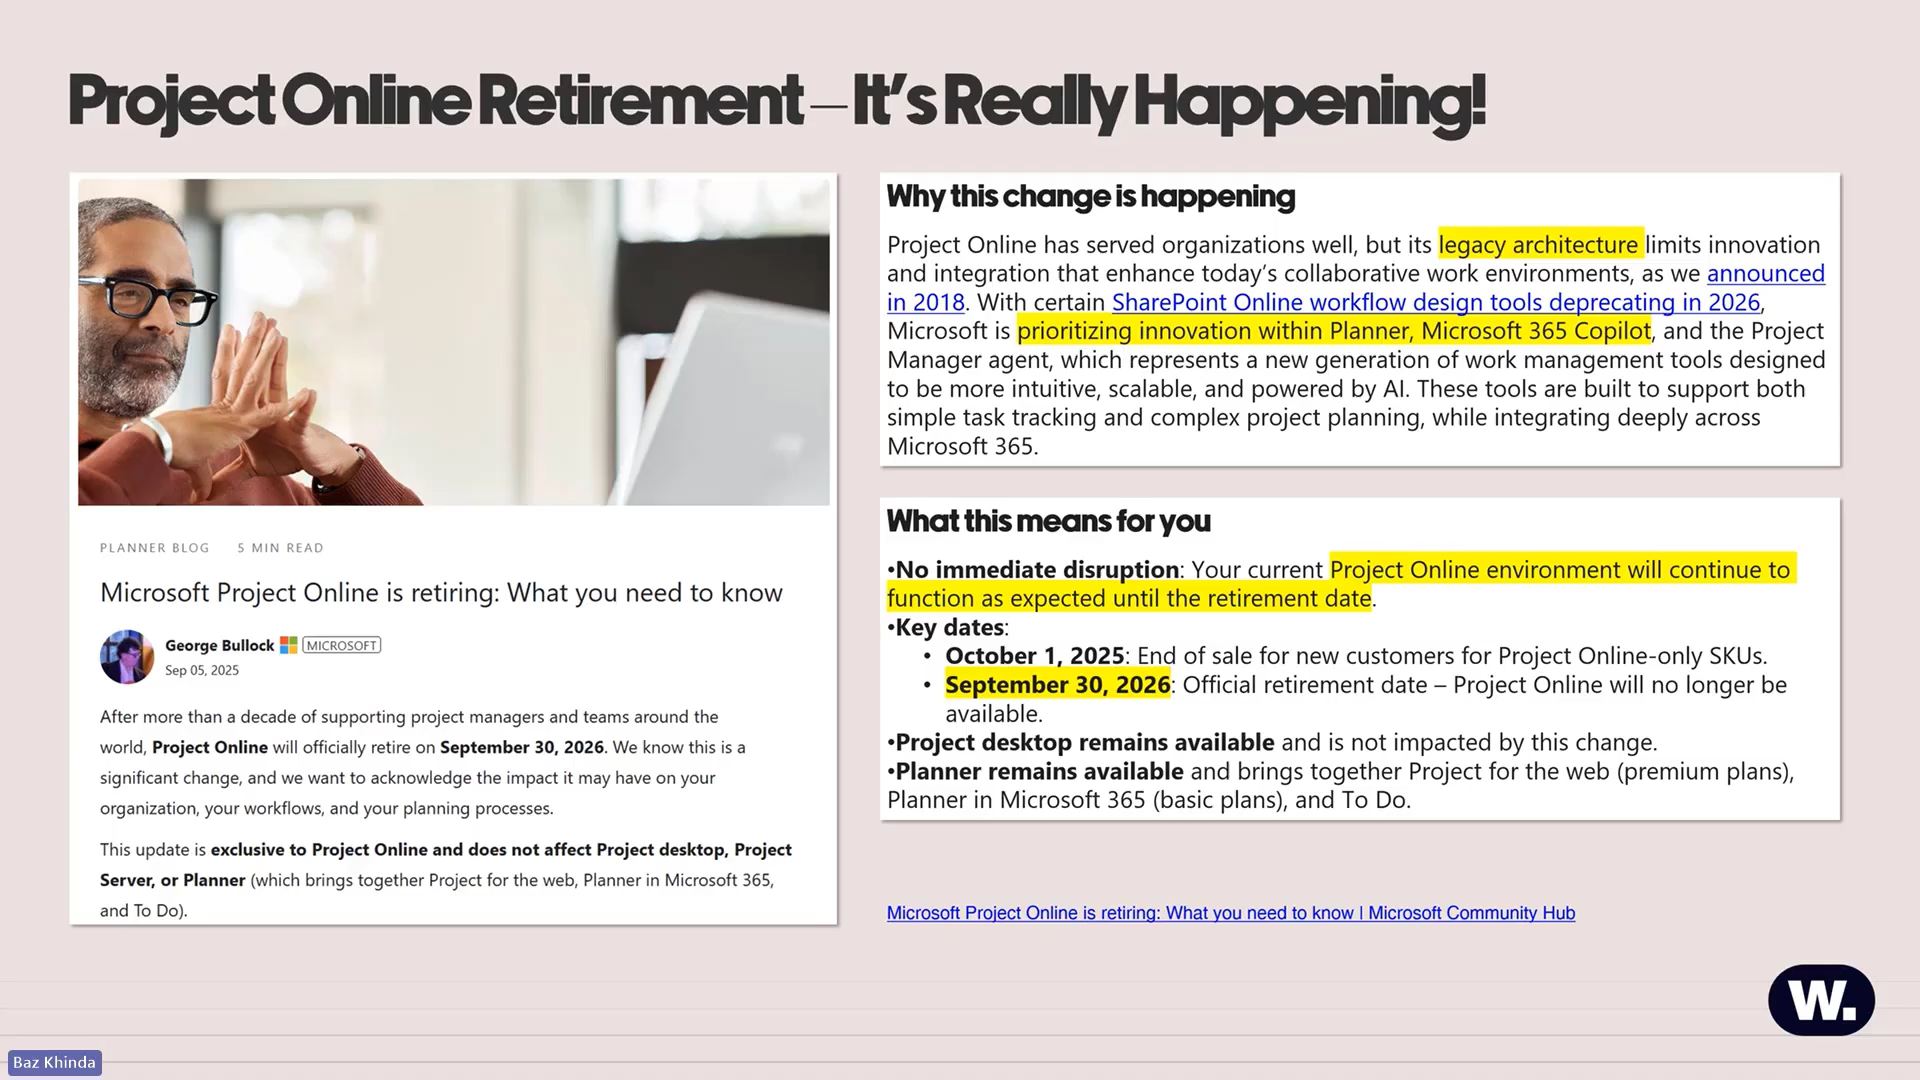 Project Online Retirement – It's Really Happening!
PLANNER BLOG 5 MIN READ
Microsoft Project Online is retiring: What you need to know
George Bullock MICROSOFT
Sep 05, 2025
After more than a decade of supporting project managers and teams around the
world, Project Online will officially retire on September 30, 2026. We know this is a
significant change, and we want to acknowledge the impact it may have on your
organization, your workflows, and your planning processes.
This update is exclusive to Project Online and does not affect Project desktop, Project
Server, or Planner (which brings together Project for the web, Planner in Microsoft 365,
and To Do).
Why this change is happening
Project Online has served organizations well, but its legacy architecture limits innovation
and integration that enhance today's collaborative work environments, as we announced
in 2018. With certain SharePoint Online workflow design tools deprecating in 2026,
Microsoft is prioritizing innovation within Planner, Microsoft 365 Copilot, and the Project
Manager agent, which represents a new generation of work management tools designed
to be more intuitive, scalable, and powered by AI. These tools are built to support both
simple task tracking and complex project planning, while integrating deeply across
Microsoft 365.
What this means for you
•No immediate disruption: Your current Project Online environment will continue to
function as expected until the retirement date.
•Key dates:
• October 1, 2025: End of sale for new customers for Project Online-only SKUs.
• September 30, 2026: Official retirement date – Project Online will no longer be
available.
•Project desktop remains available and is not impacted by this change.
•Planner remains available and brings together Project for the web (premium plans),
Planner in Microsoft 365 (basic plans), and To Do.
Microsoft Project Online is retiring: What you need to know | Microsoft Community Hub
W.
Baz Khinda